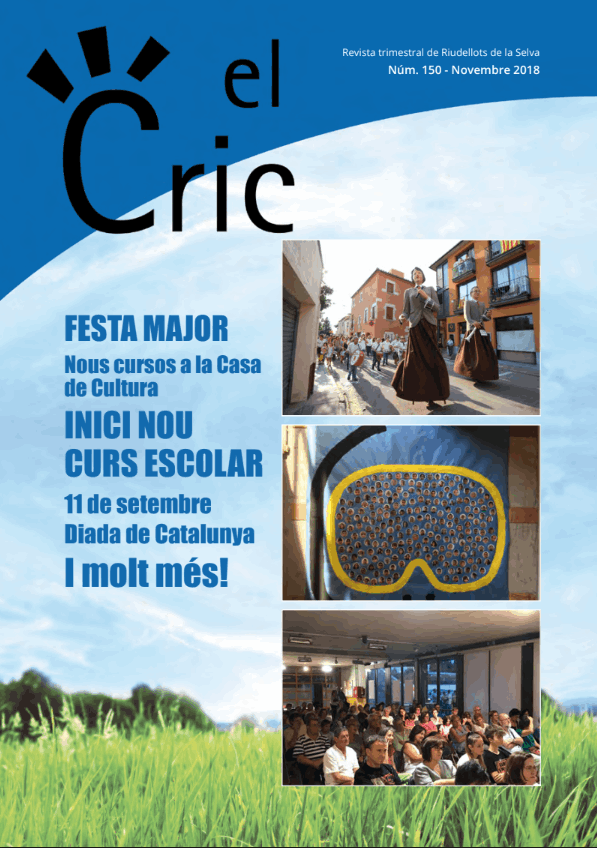 el
Cric
Revista trimestral de Riudellots de la Selva
Núm. 150 - Novembre 2018
FESTA MAJOR
Nous cursos a la Casa
de Cultura
INICI NOU
CURS ESCOLAR
11 de setembre
Diada de Catalunya
I molt més!